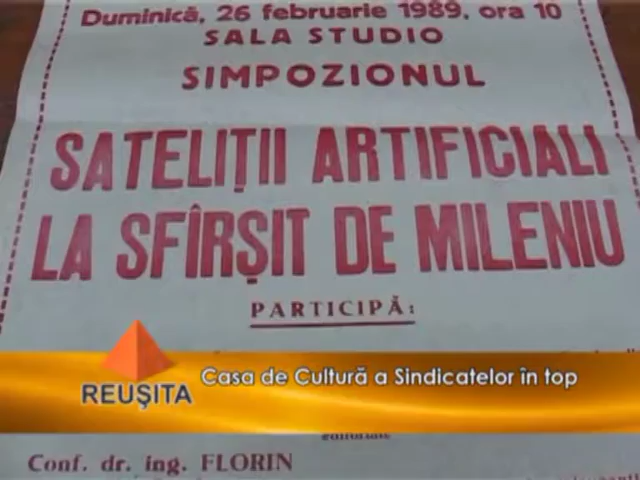 Duminică, 26 februarie 1989, ora 10
SALA STUDIO
SIMPOZIONUL
SATELIȚII ARTIFICIALI
LA SFÎRȘIT DE MILENIU
PARTICIPĂ:
Casa de Cultură a Sindicatelor în top
REUŞITA
Conf. dr. ing. FLORIN